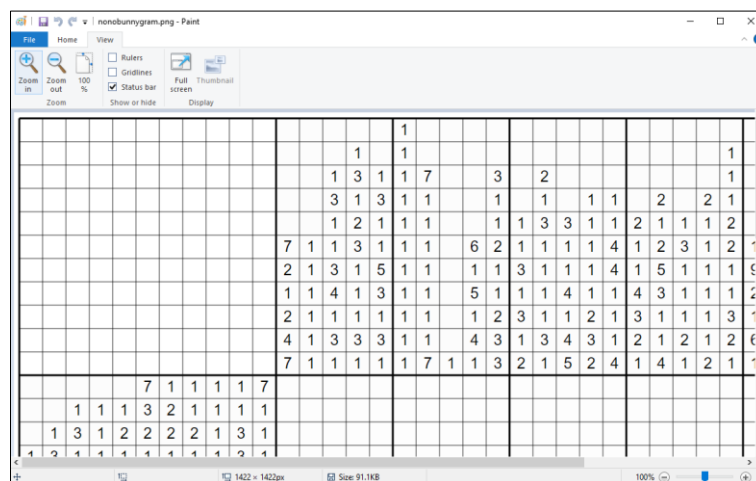 nonobunnygram.png - Paint
File Home View
Zoom in
Zoom out
100 %
Rulers
Gridlines
Status bar
Full screen
Thumbnail
Zoom
Show or hide
Display
1
1 1 1
1 3 1 1 7 3 2 1
3 1 3 1 1 1 1 1 1 2 2 1
1 2 1 1 1 1 1 3 3 1 1 2 1 1 1 2
7 1 1 3 1 1 1 6 2 1 1 1 1 4 1 2 3 1 2
2 1 3 1 5 1 1 1 1 3 1 1 1 4 1 5 1 1 1
1 1 4 1 3 1 1 5 1 1 1 4 1 1 4 3 1 1 1
2 1 1 1 1 1 1 1 2 3 1 1 2 1 3 1 1 1 3
4 1 3 3 3 1 1 4 3 1 3 4 3 1 2 1 2 1 2
7 1 1 1 1 1 7 1 1 3 2 1 5 2 4 1 4 1 2 1
7 1 1 1 1 7
1 1 1 3 2 1 1 1 1
1 3 1 2 2 2 2 1 3 1
1 3 1 1 1 1 1 1 1 3 1
1422 × 1422px
Size: 91.1KB
100%